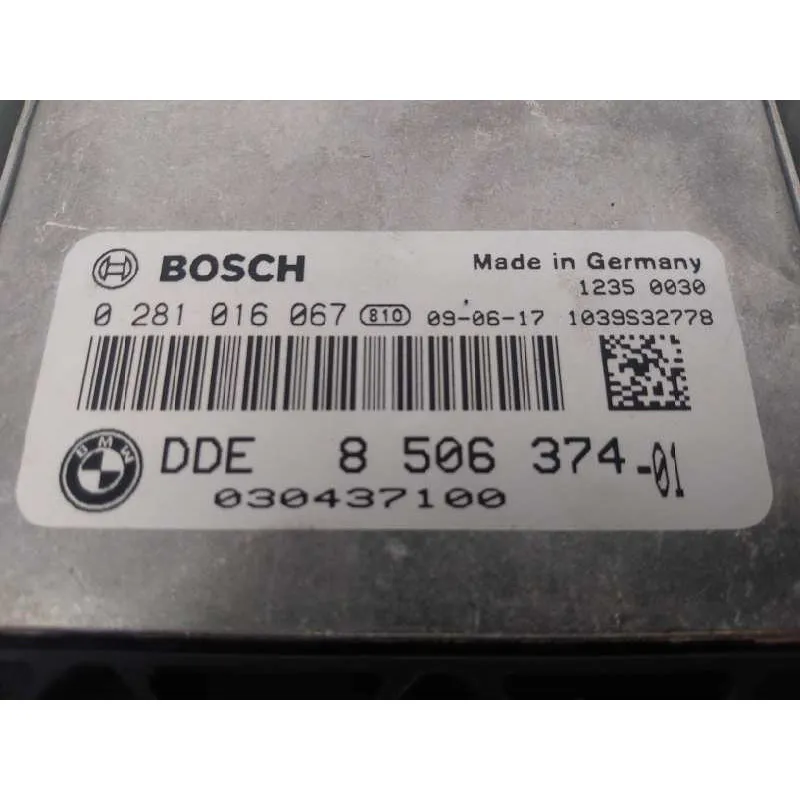 BOSCH
Made in Germany
1235 0030
0 281 016 067 810 09-06-17 1039S32778
BMW
DDE 8 506 374-01
030437100